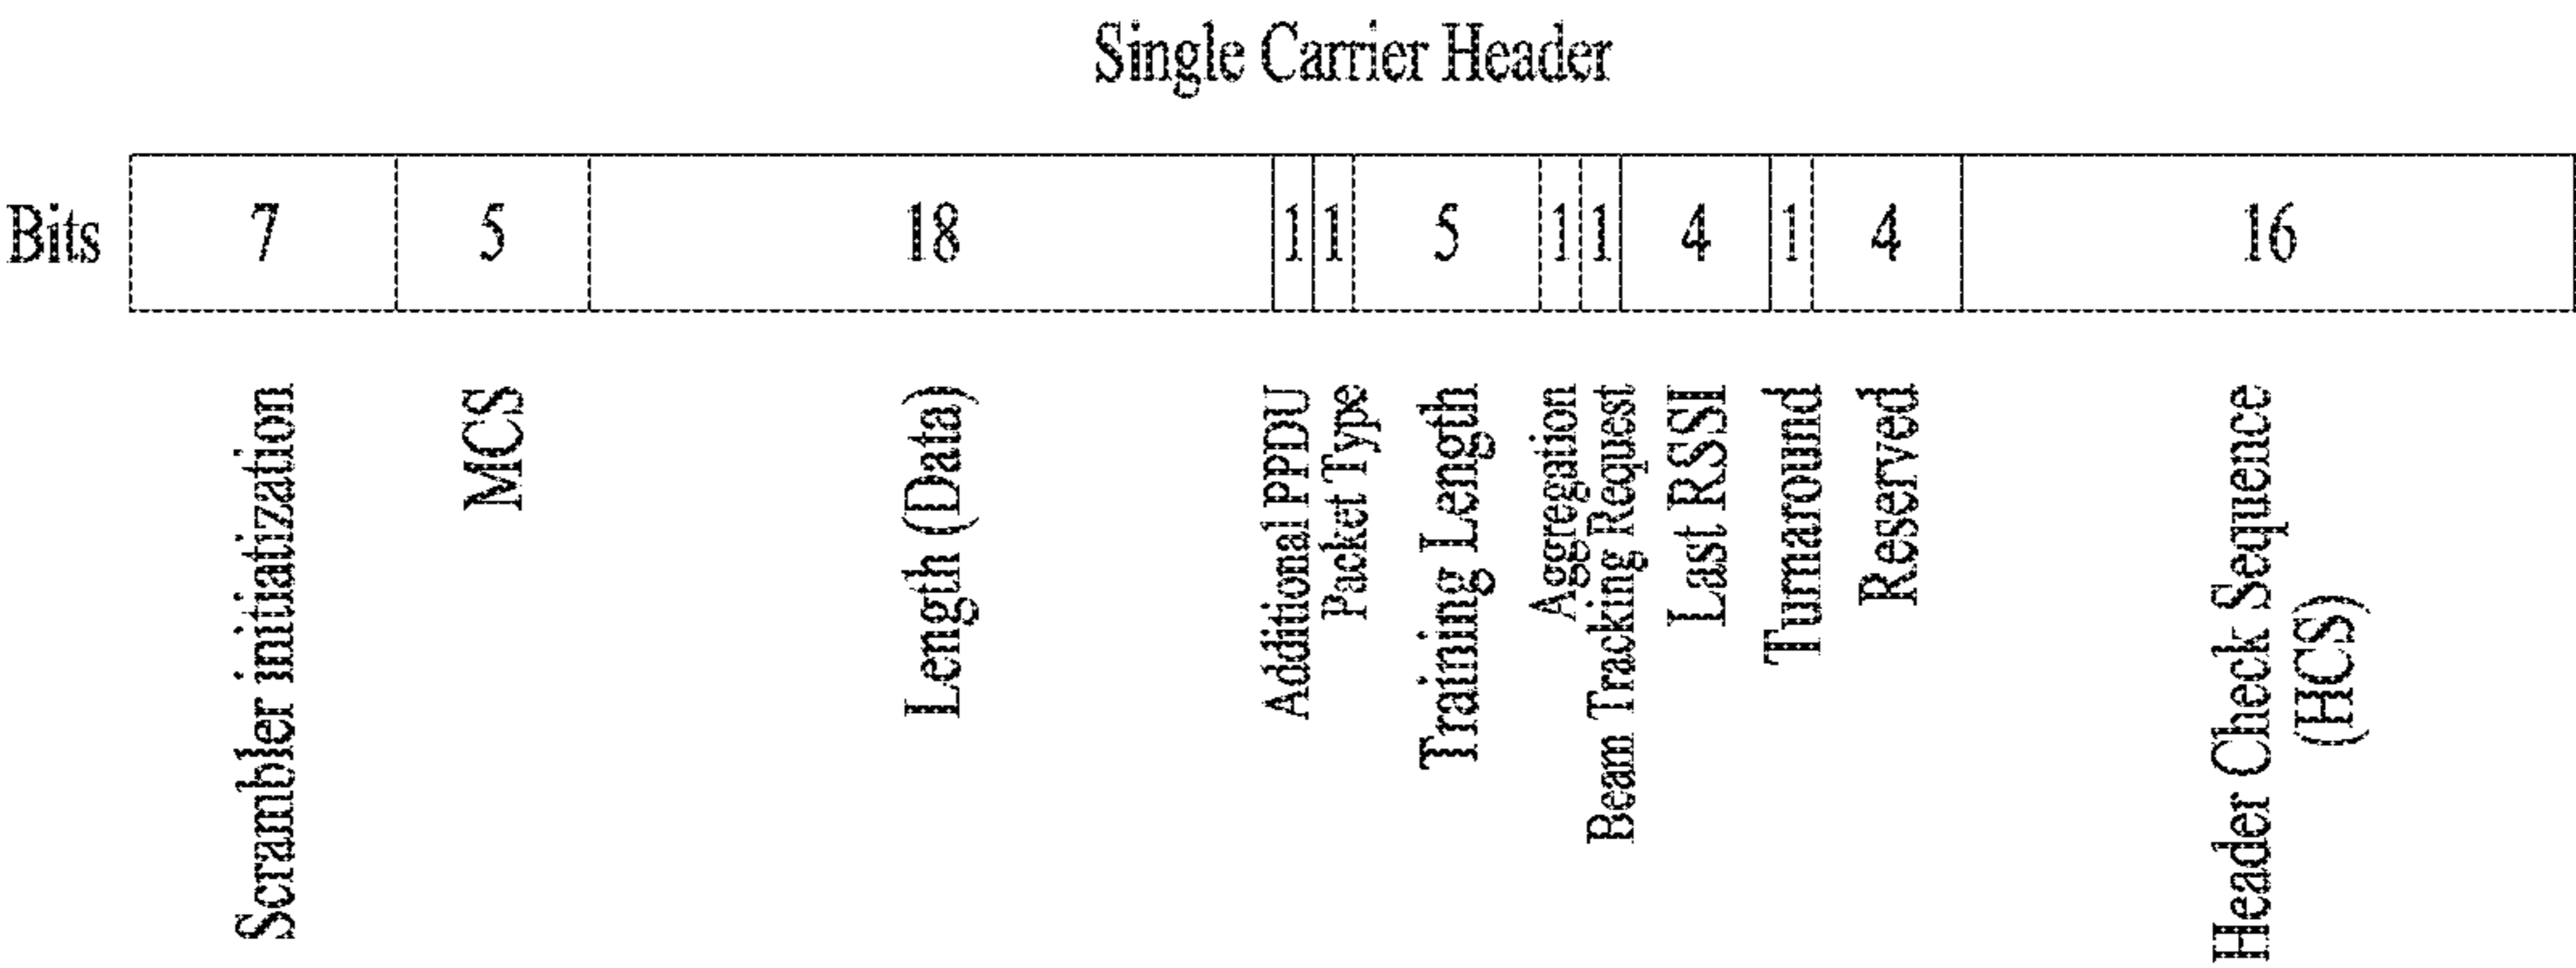 Single Carrier Header
Bits 7 5 18 1 1 5 1 1 4 1 4 16
Scrambler initiatization
MCS
Length (Data)
Additional PPDU
Packet Type
Training Length
Aggregation
Beam Tracking Request
Last RSSI
Turnaround
Reserved
Header Check Sequence
(HCS)